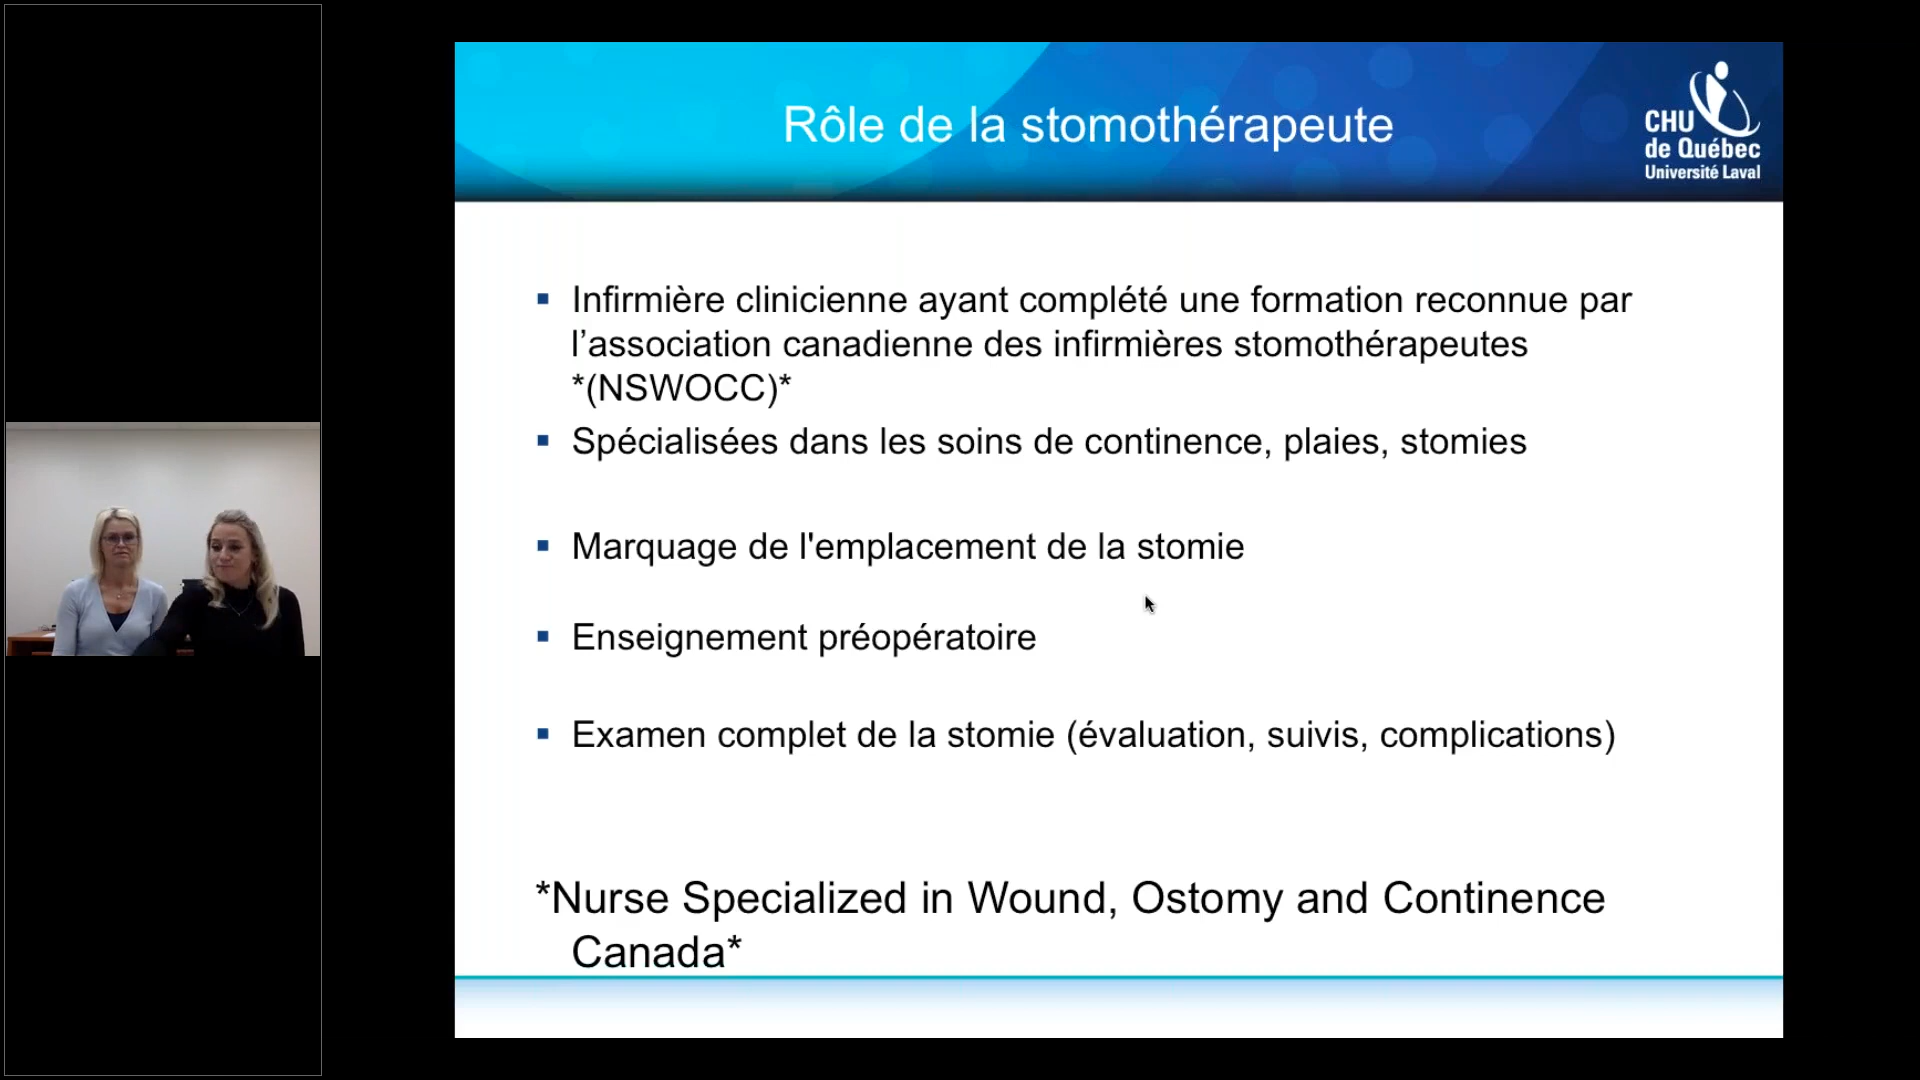 Rôle de la stomothérapeute
CHU
de Québec
Université Laval
Infirmière clinicienne ayant complété une formation reconnue par
l’association canadienne des infirmières stomothérapeutes
*(NSWOCC)*
Spécialisées dans les soins de continence, plaies, stomies
Marquage de l'emplacement de la stomie
Enseignement préopératoire
Examen complet de la stomie (évaluation, suivis, complications)
*Nurse Specialized in Wound, Ostomy and Continence
Canada*